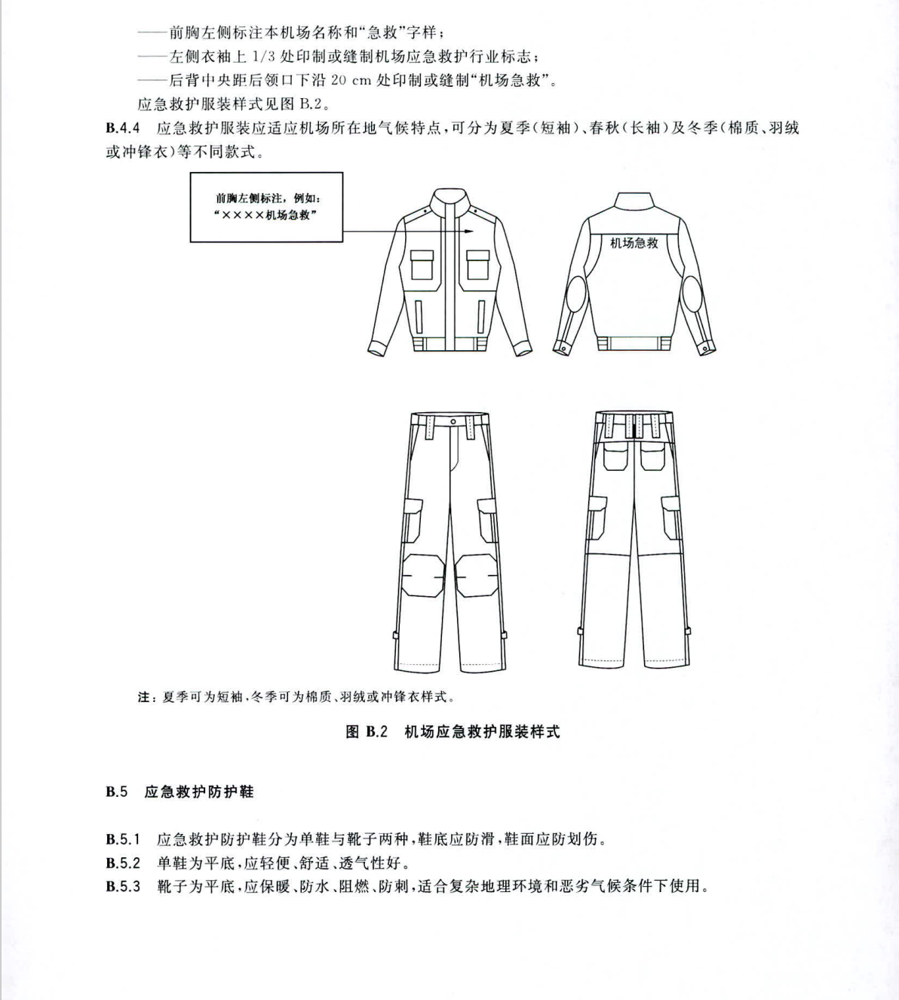 ——前胸左侧标注本机场名称和“急救”字样；
——左侧衣袖上 1/3 处印制或缝制机场应急救护行业标志；
——后背中央距后领口下沿 20 cm 处印制或缝制“机场急救”。
应急救护服装样式见图 B.2。
B.4.4 应急救护服装应适应机场所在地气候特点，可分为夏季（短袖）、春秋（长袖）及冬季（棉质、羽绒
或冲锋衣）等不同款式。
前胸左侧标注，例如：
“××××机场急救”
机场急救
注：夏季可为短袖，冬季可为棉质、羽绒或冲锋衣样式。
图 B.2 机场应急救护服装样式
B.5 应急救护防护鞋
B.5.1 应急救护防护鞋分为单鞋与靴子两种，鞋底应防滑，鞋面应防划伤。
B.5.2 单鞋为平底，应轻便、舒适、透气性好。
B.5.3 靴子为平底，应保暖、防水、阻燃、防刺，适合复杂地理环境和恶劣气候条件下使用。